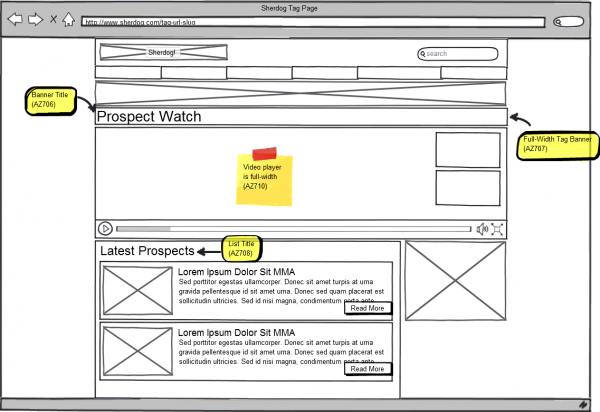 Sherdog Tag Page
http://www.sherdog.com/tag-url-slug
Sherdog!
search
Banner Title
(AZ706)
Prospect Watch
Full-Width Tag Banner
(AZ707)
Video player
is full-width
(AZ710)
Latest Prospects
List Title
(AZ708)
Lorem Ipsum Dolor Sit MMA
Sed porttitor egestas ullamcorper. Donec sit amet turpis at uma
gravida pellentesque id sit amet uma. Donec sed quam placerat est
sollicitudin ultricies. Sed id nisi magna, condimentum porta ante.
Read More
Lorem Ipsum Dolor Sit MMA
Sed porttitor egestas ullamcorper. Donec sit amet turpis at uma
gravida pellentesque id sit amet uma. Donec sed quam placerat est
sollicitudin ultricies. Sed id nisi magna, condimentum porta ante.
Read More